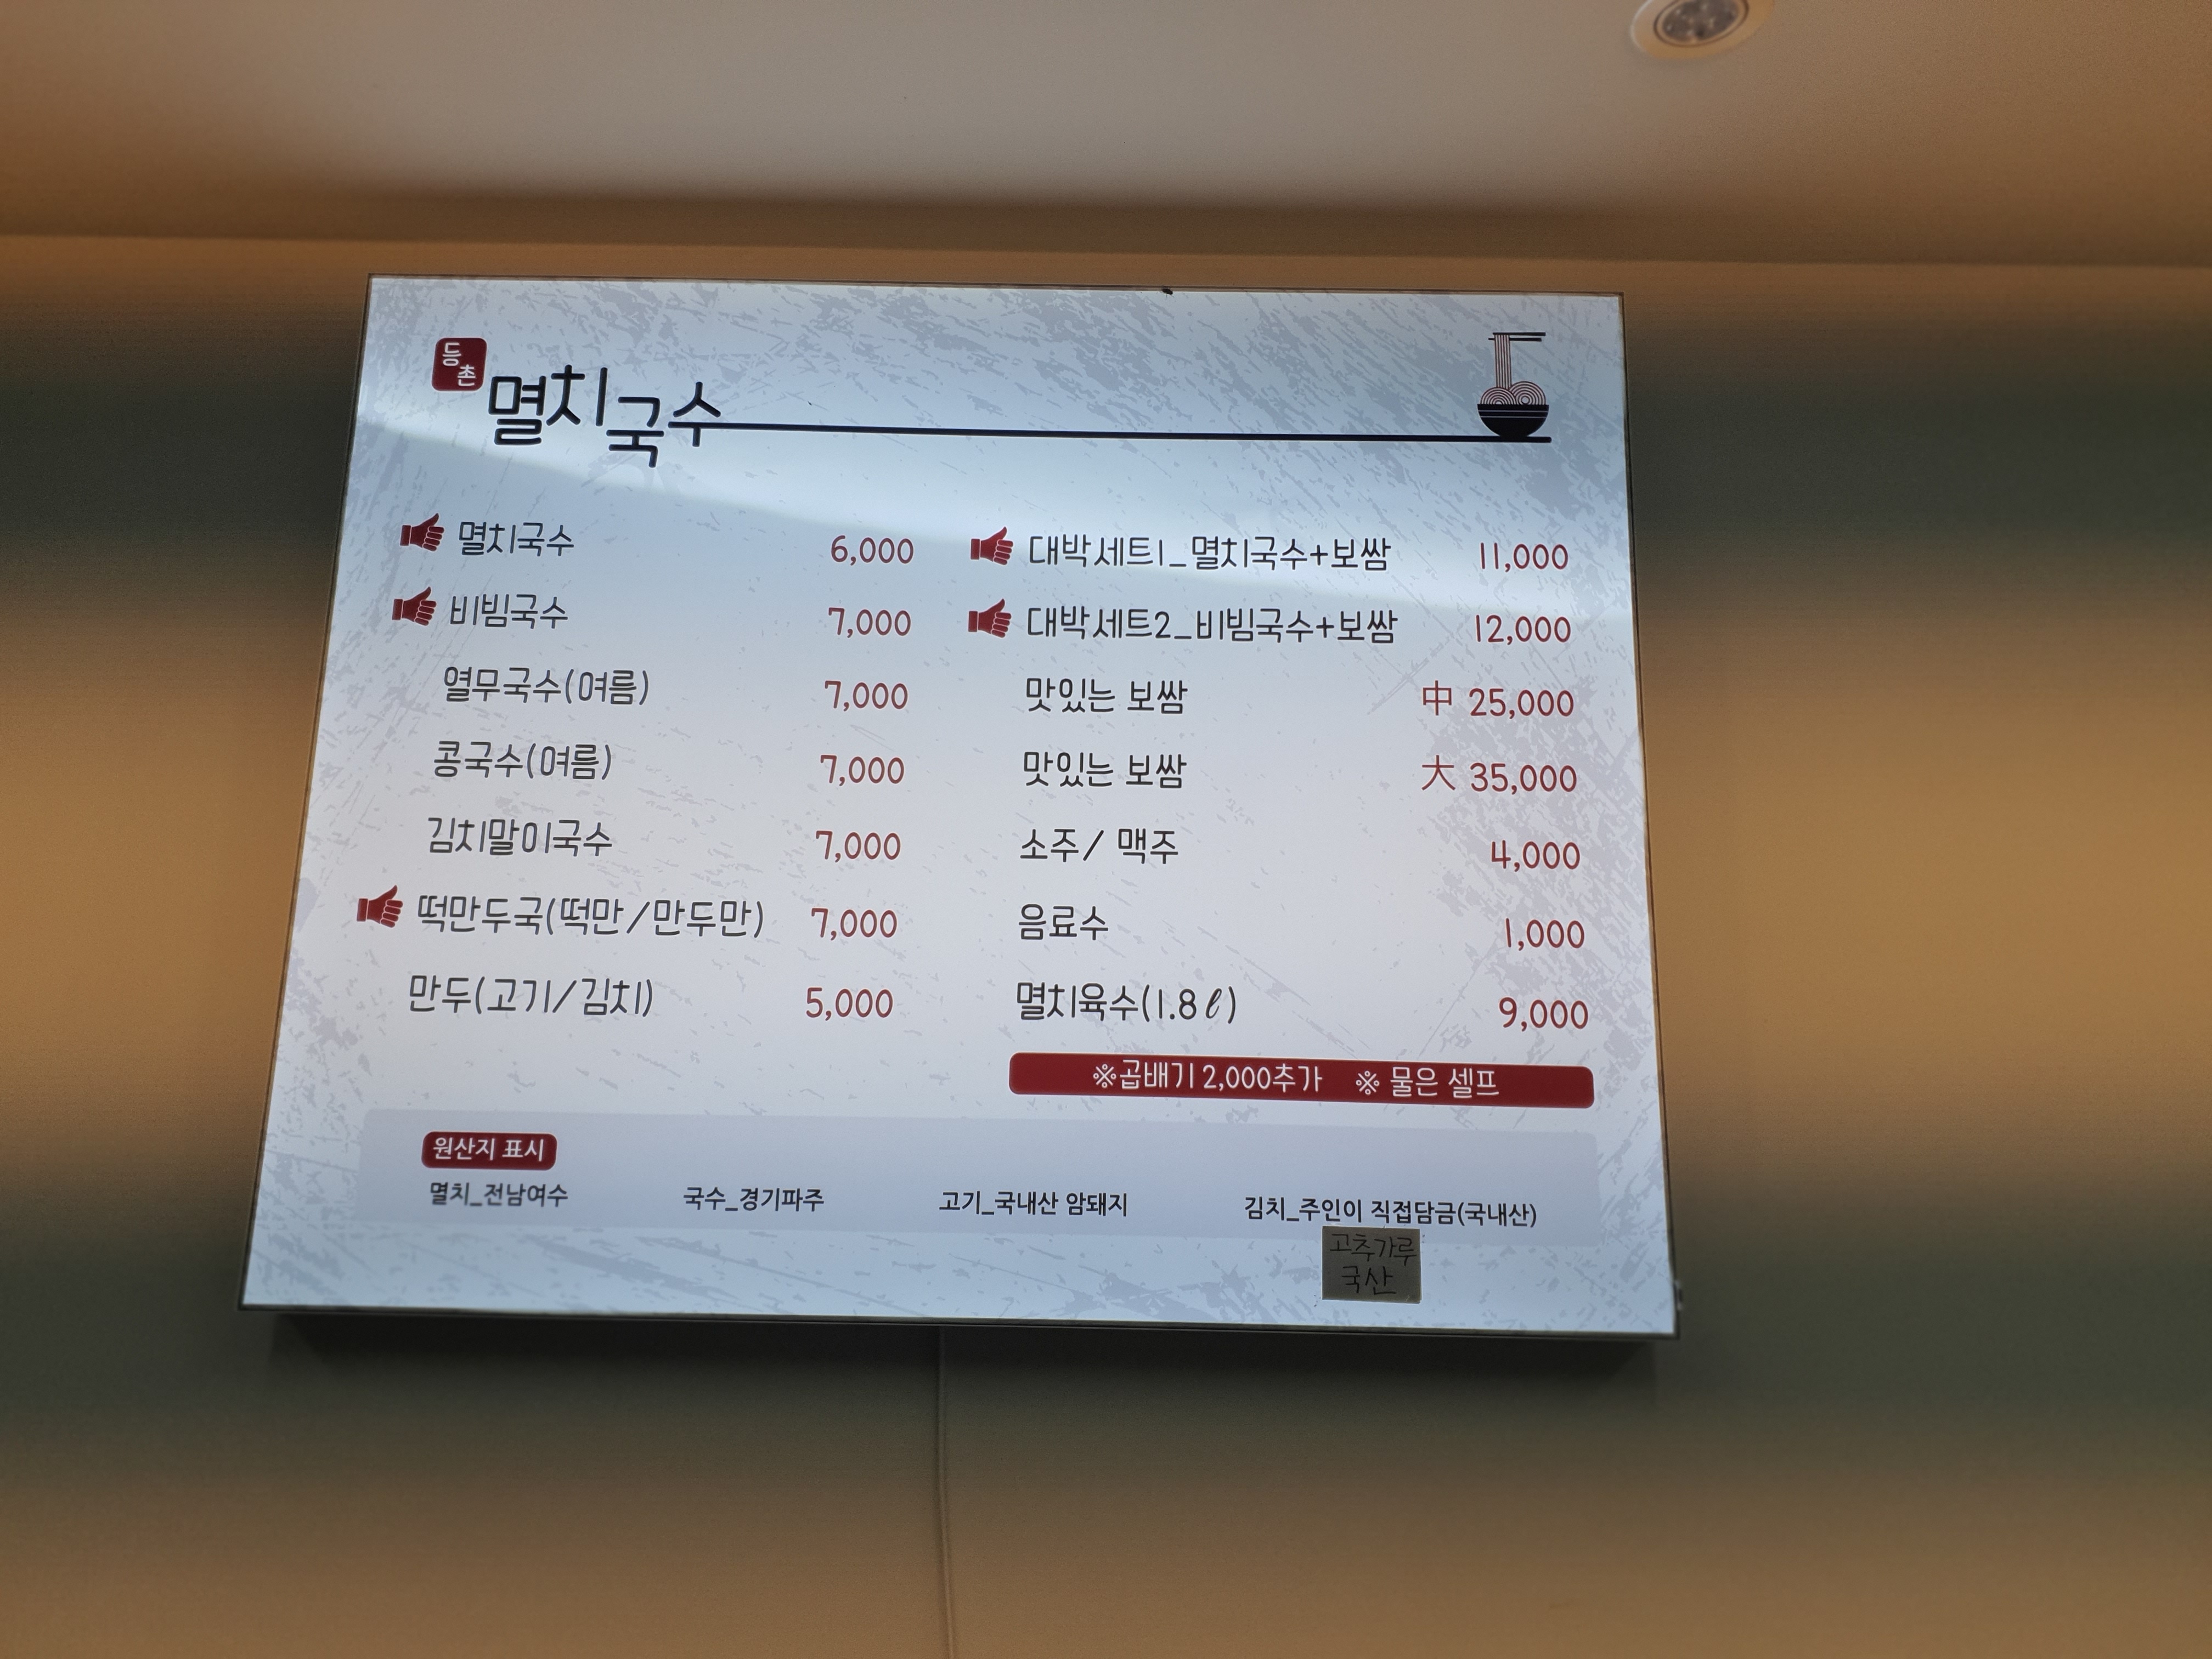 등촌
멸치국수
멸치국수 6,000
비빔국수 7,000
열무국수(여름) 7,000
콩국수(여름) 7,000
김치말이국수 7,000
떡만두국(떡만/만두만) 7,000
만두(고기/김치) 5,000
대박세트1_멸치국수+보쌈 11,000
대박세트2_비빔국수+보쌈 12,000
맛있는 보쌈 中 25,000
맛있는 보쌈 大 35,000
소주/ 맥주 4,000
음료수 1,000
멸치육수(1.8ℓ) 9,000
※곱배기 2,000추가 ※ 물은 셀프
원산지 표시
멸치_전남여수 국수_경기파주 고기_국내산 암돼지 김치_주인이 직접담금(국내산)
고추가루
국산